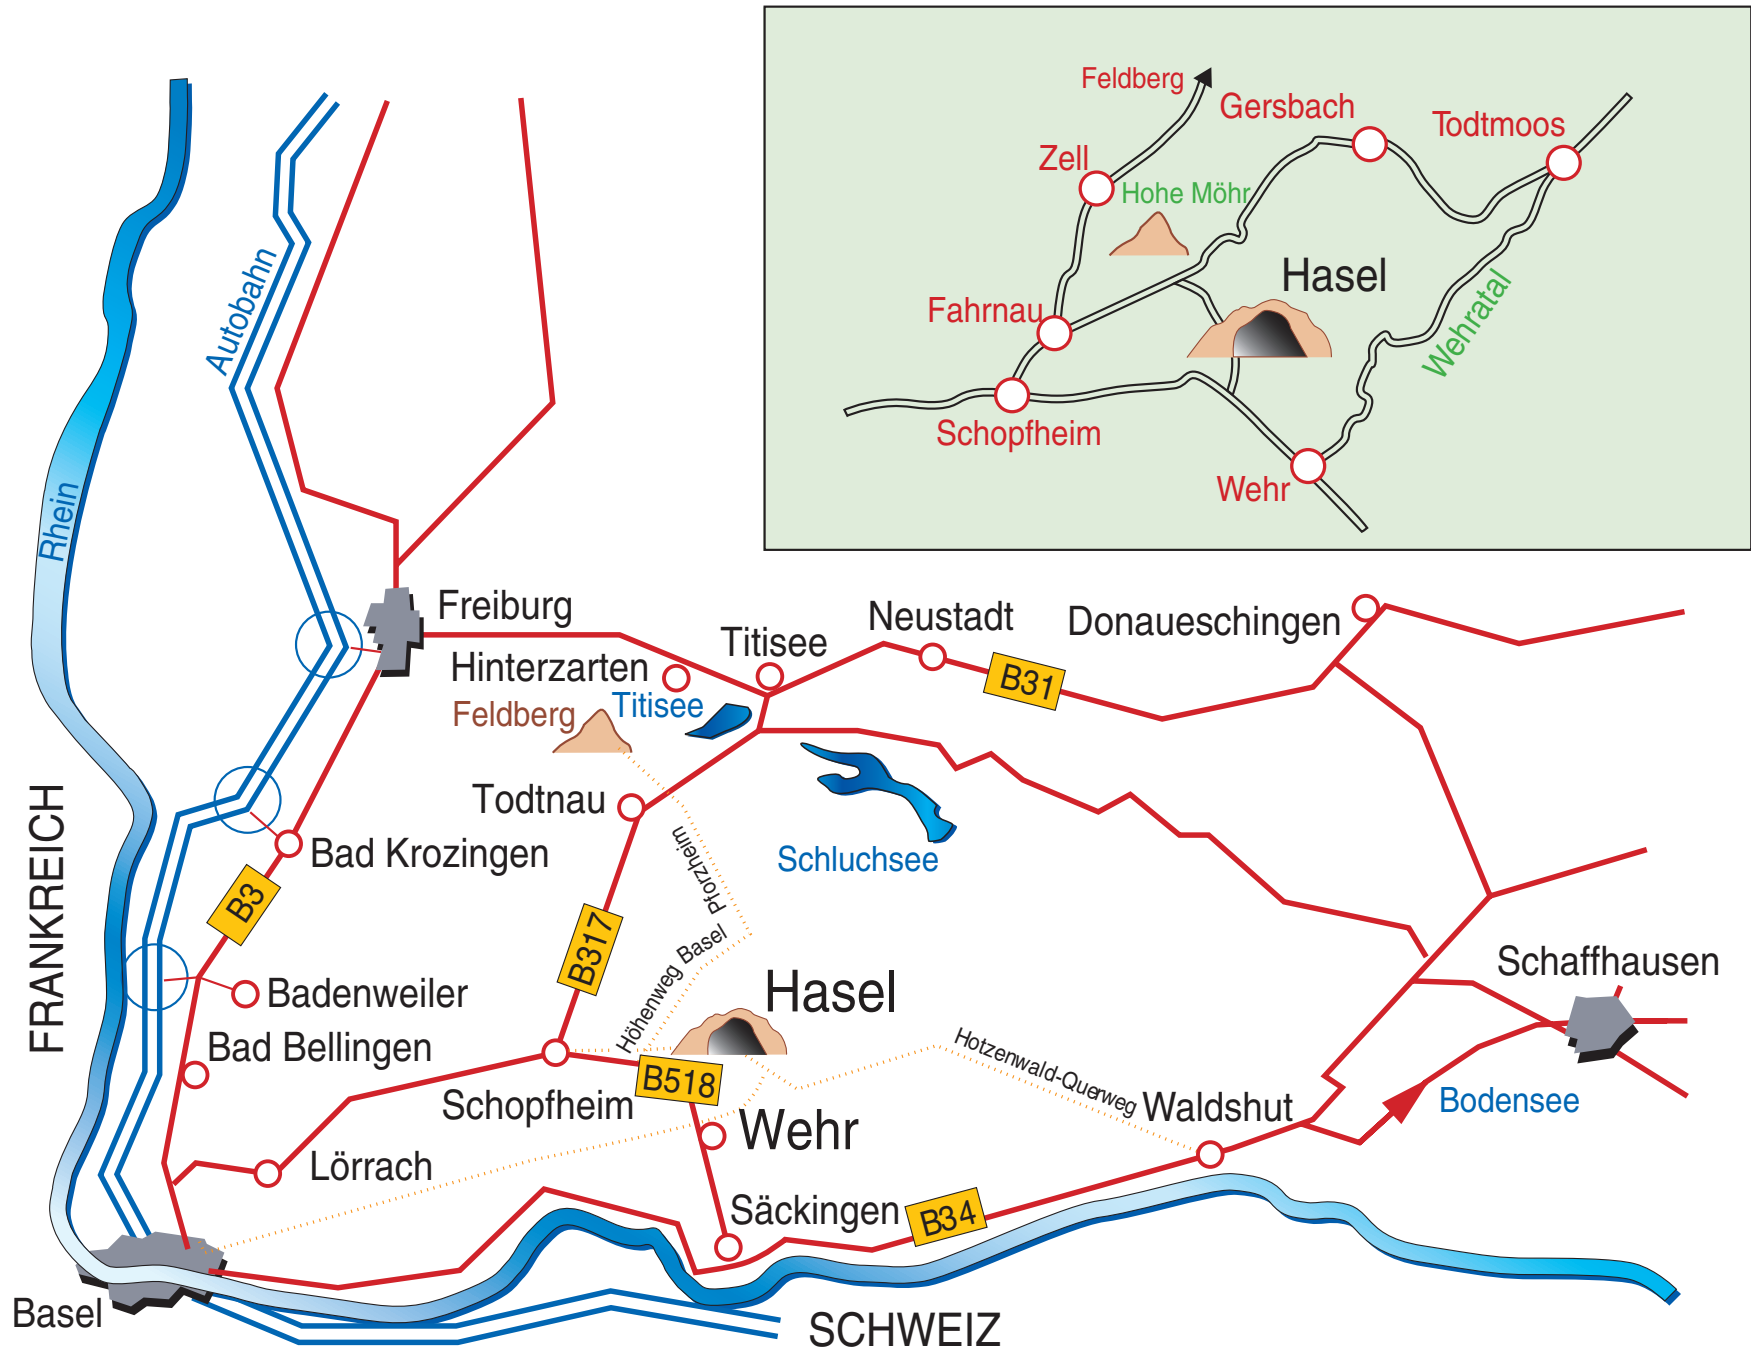 Feldberg
Gersbach
Todtmoos
Zell
Hohe Möhr
Hasel
Fahrnau
Wehratal
Schopfheim
Wehr
Autobahn
Rhein
Freiburg
Neustadt
Donaueschingen
Titisee
Hinterzarten
B31
Feldberg
Titisee
Todtnau
Schluchsee
Pforzheim
Bad Krozingen
B3
B317
Höhenweg Basel
FRANKREICH
Schaffhausen
Badenweiler
Hasel
Bad Bellingen
Hotzenwald-Querweg
B518
Schopfheim
Waldshut
Bodensee
Wehr
Lörrach
Säckingen
B34
Basel
SCHWEIZ